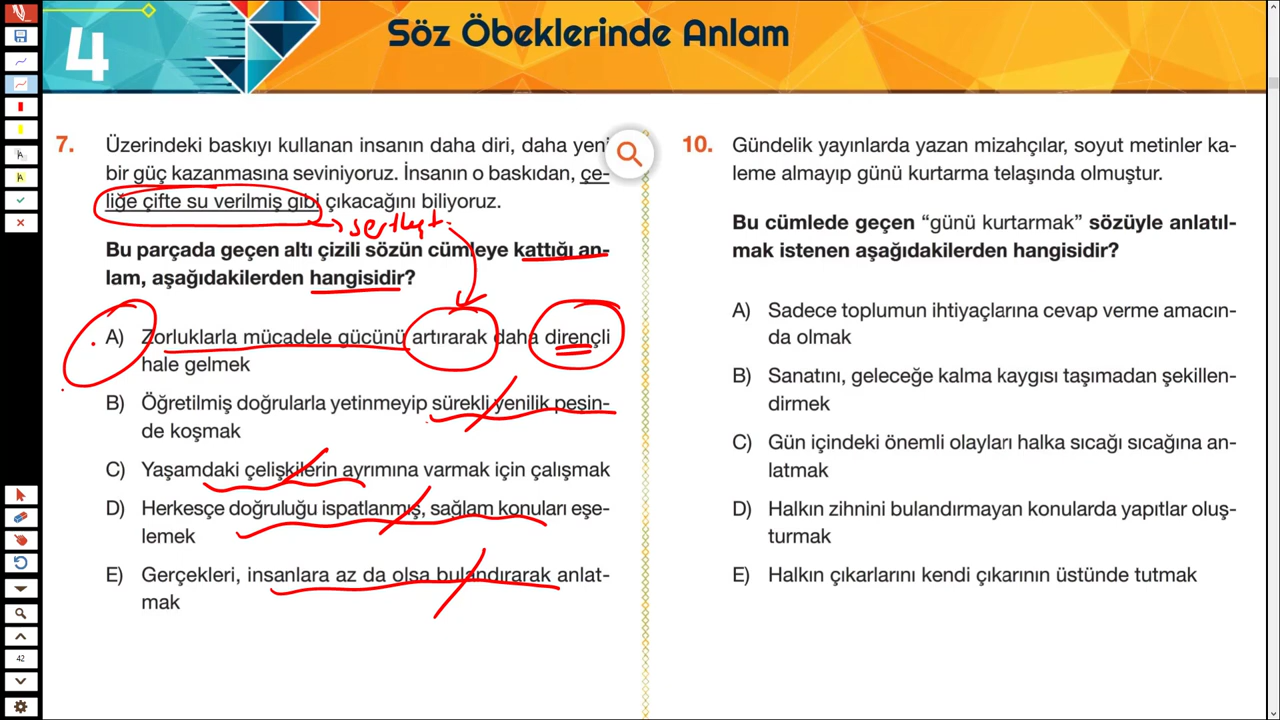 4
Söz Öbeklerinde Anlam
7. Üzerindeki baskıyı kullanan insanın daha diri, daha yeni
bir güç kazanmasına seviniyoruz. İnsanın o baskıdan, çe-
liğe çifte su verilmiş gibi çıkacağını biliyoruz.
Bu parçada geçen altı çizili sözün cümleye kattığı an-
lam, aşağıdakilerden hangisidir?
A) Zorluklarla mücadele gücünü artırarak daha dirençli
hale gelmek
B) Öğretilmiş doğrularla yetinmeyip sürekli yenilik peşin-
de koşmak
C) Yaşamdaki çelişkilerin ayrımına varmak için çalışmak
D) Herkesçe doğruluğu ispatlanmış, sağlam konuları eşe-
lemek
E) Gerçekleri, insanlara az da olsa bulandırarak anlat-
mak
10. Gündelik yayınlarda yazan mizahçılar, soyut metinler ka-
leme almayıp günü kurtarma telaşında olmuştur.
Bu cümlede geçen “günü kurtarmak” sözüyle anlatıl-
mak istenen aşağıdakilerden hangisidir?
A) Sadece toplumun ihtiyaçlarına cevap verme amacın-
da olmak
B) Sanatını, geleceğe kalma kaygısı taşımadan şekillen-
dirmek
C) Gün içindeki önemli olayları halka sıcağı sıcağına an-
latmak
D) Halkın zihnini bulandırmayan konularda yapıtlar oluş-
turmak
E) Halkın çıkarlarını kendi çıkarının üstünde tutmak
42